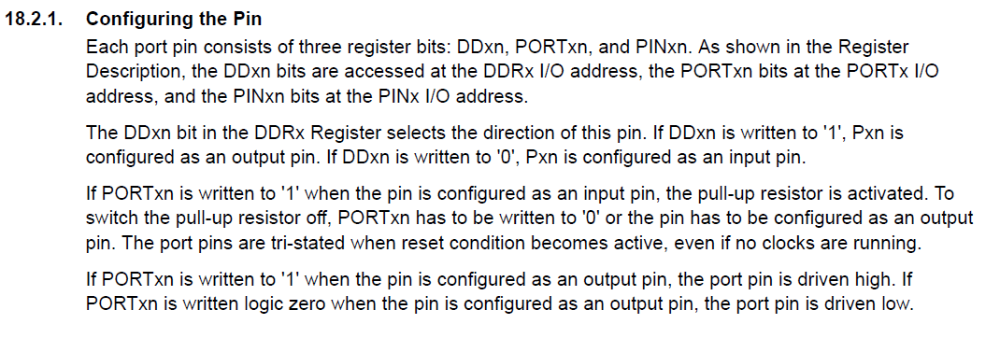 18.2.1. Configuring the Pin
Each port pin consists of three register bits: DDxn, PORTxn, and PINxn. As shown in the Register
Description, the DDxn bits are accessed at the DDRx I/O address, the PORTxn bits at the PORTx I/O
address, and the PINxn bits at the PINx I/O address.
The DDxn bit in the DDRx Register selects the direction of this pin. If DDxn is written to '1', Pxn is
configured as an output pin. If DDxn is written to '0', Pxn is configured as an input pin.
If PORTxn is written to '1' when the pin is configured as an input pin, the pull-up resistor is activated. To
switch the pull-up resistor off, PORTxn has to be written to '0' or the pin has to be configured as an output
pin. The port pins are tri-stated when reset condition becomes active, even if no clocks are running.
If PORTxn is written to '1' when the pin is configured as an output pin, the port pin is driven high. If
PORTxn is written logic zero when the pin is configured as an output pin, the port pin is driven low.